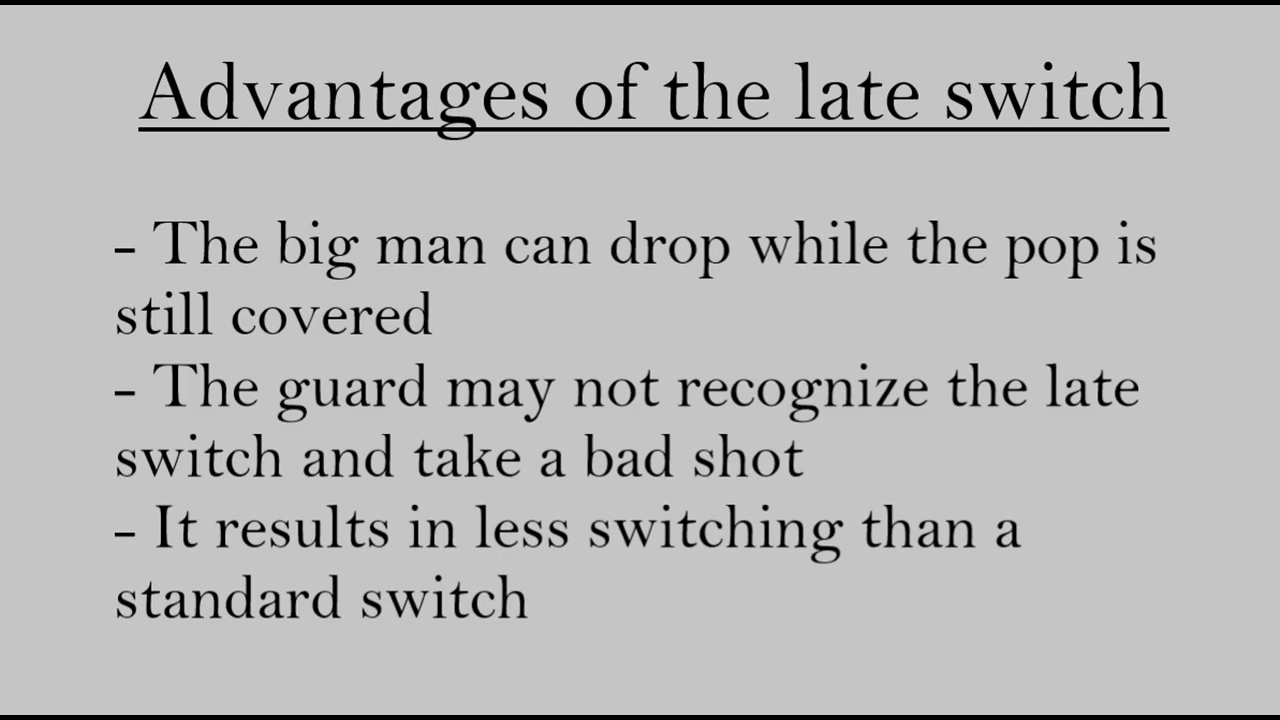 Advantages of the late switch
- The big man can drop while the pop is
still covered
- The guard may not recognize the late
switch and take a bad shot
- It results in less switching than a
standard switch